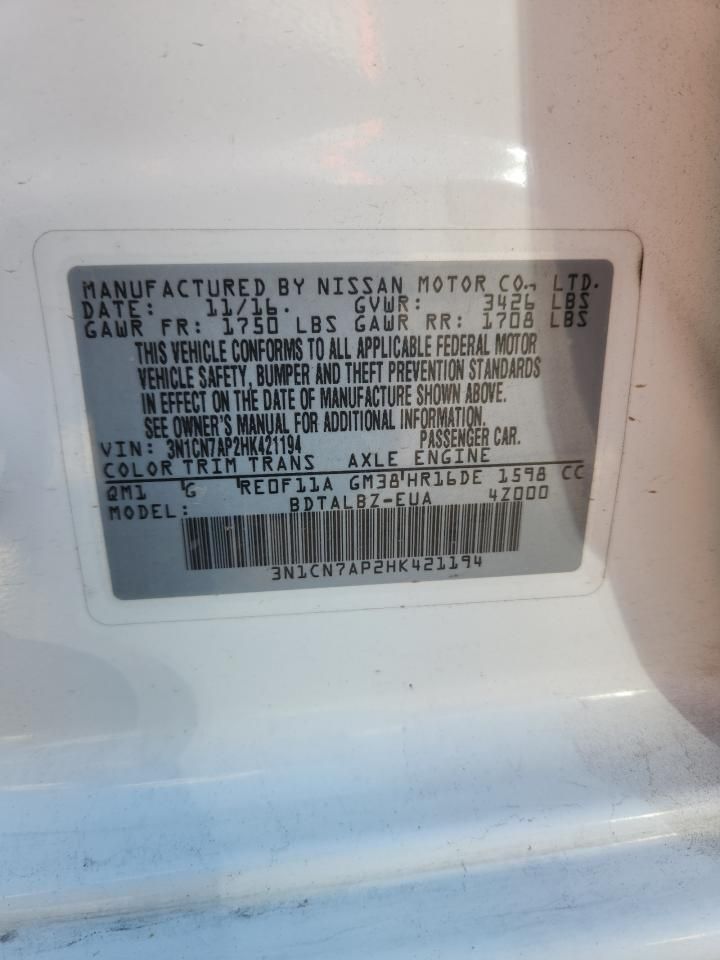 MANUFACTURED BY NISSAN MOTOR CO., LTD.
DATE: 11/16. GVWR: 3426 LBS
GAWR FR: 1750 LBS GAWR RR: 1708 LBS
THIS VEHICLE CONFORMS TO ALL APPLICABLE FEDERAL MOTOR
VEHICLE SAFETY, BUMPER AND THEFT PREVENTION STANDARDS
IN EFFECT ON THE DATE OF MANUFACTURE SHOWN ABOVE.
SEE OWNER'S MANUAL FOR ADDITIONAL INFORMATION.
VIN: 3N1CN7AP2HK421194 PASSENGER CAR.
COLOR TRIM TRANS AXLE ENGINE
QM1 G RE0F11A GM38 HR16DE 1598 CC
MODEL: BDTALBZ-EUA 4Z000
3N1CN7AP2HK421194